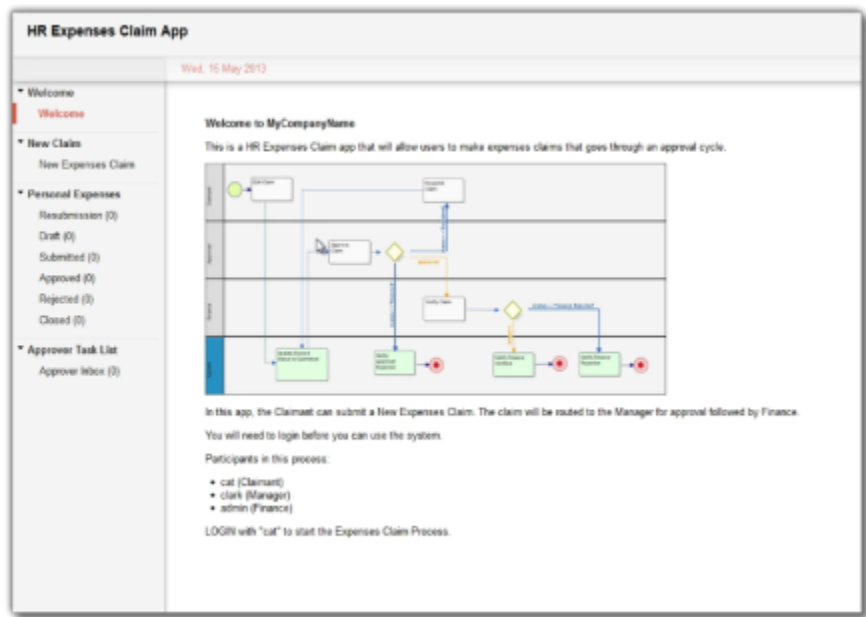 HR Expenses Claim App
Wed, 15 May 2013
Welcome
Welcome
New Claim
New Expenses Claim
Personal Expenses
Resubmission (0)
Draft (0)
Submitted (0)
Approved (0)
Rejected (0)
Closed (0)
Approver Task List
Approver Inbox (0)
Welcome to MyCompanyName
This is a HR Expenses Claim app that will allow users to make expenses claims that goes through an approval cycle.
In this app, the Claimant can submit a New Expenses Claim. The claim will be routed to the Manager for approval followed by Finance.
You will need to login before you can use the system.
Participants in this process:
cat (Claimant)
clark (Manager)
admin (Finance)
LOGIN with "cat" to start the Expenses Claim Process.